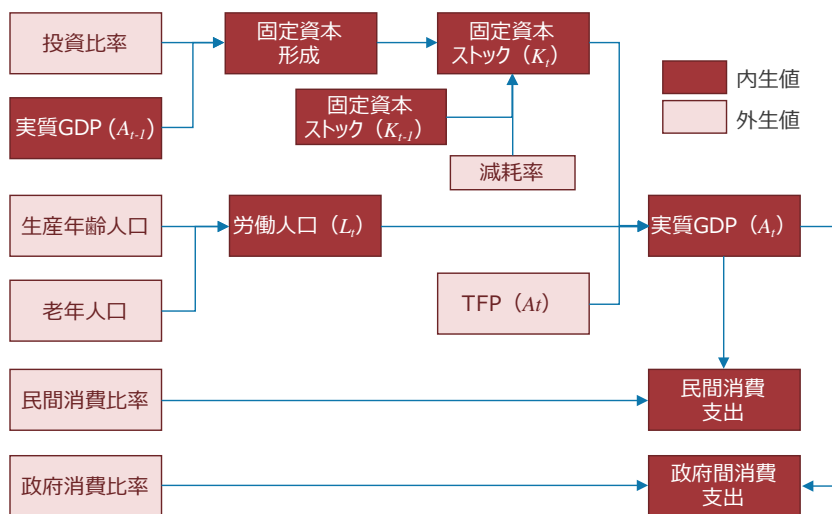 投資比率
固定資本
形成
固定資本
ストック（Kt）
内生値
外生値
実質GDP（At-1）
固定資本
ストック（Kt-1）
減耗率
生産年齢人口
労働人口（Lt）
実質GDP（At）
老年人口
TFP（At）
民間消費比率
民間消費
支出
政府消費比率
政府間消費
支出